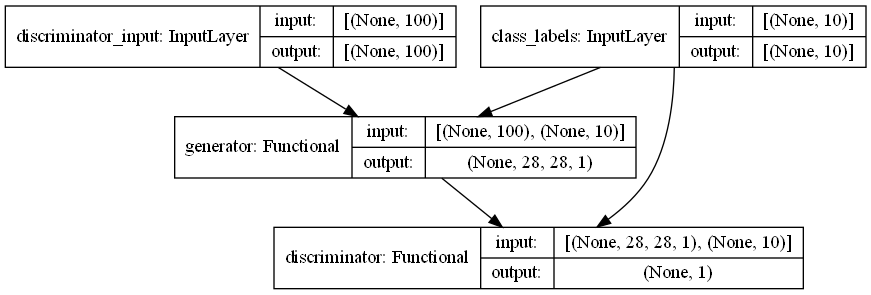 discriminator_input: InputLayer
input: [(None, 100)]
output: [(None, 100)]
class_labels: InputLayer
input: [(None, 10)]
output: [(None, 10)]
generator: Functional
input: [(None, 100), (None, 10)]
output: (None, 28, 28, 1)
discriminator: Functional
input: [(None, 28, 28, 1), (None, 10)]
output: (None, 1)